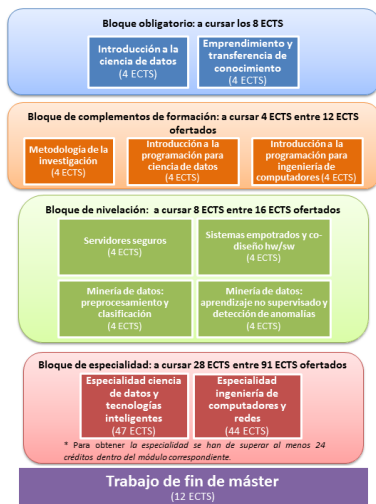 Bloque obligatorio: a cursar los 8 ECTS
Introducción a la
ciencia de datos
(4 ECTS)
Emprendimiento y
transferencia de
conocimiento
(4 ECTS)
Bloque de complementos de formación: a cursar 4 ECTS entre 12 ECTS
ofertados
Metodología de la
investigación
(4 ECTS)
Introducción a la
programación para
ciencia de datos
(4 ECTS)
Introducción a la
programación para
ingeniería de
computadores (4 ECTS)
Bloque de nivelación: a cursar 8 ECTS entre 16 ECTS ofertados
Servidores seguros
(4 ECTS)
Sistemas empotrados y co-
diseño hw/sw
(4 ECTS)
Minería de datos:
preprocesamiento y
clasificación
(4 ECTS)
Minería de datos:
aprendizaje no supervisado y
detección de anomalías
(4 ECTS)
Bloque de especialidad: a cursar 28 ECTS entre 91 ECTS ofertados
Especialidad ciencia
de datos y
tecnologías
inteligentes
(47 ECTS)
Especialidad
ingeniería de
computadores y
redes
(44 ECTS)
* Para obtener la especialidad se han de superar al menos 24
créditos dentro del módulo correspondiente.
Trabajo de fin de máster
(12 ECTS)